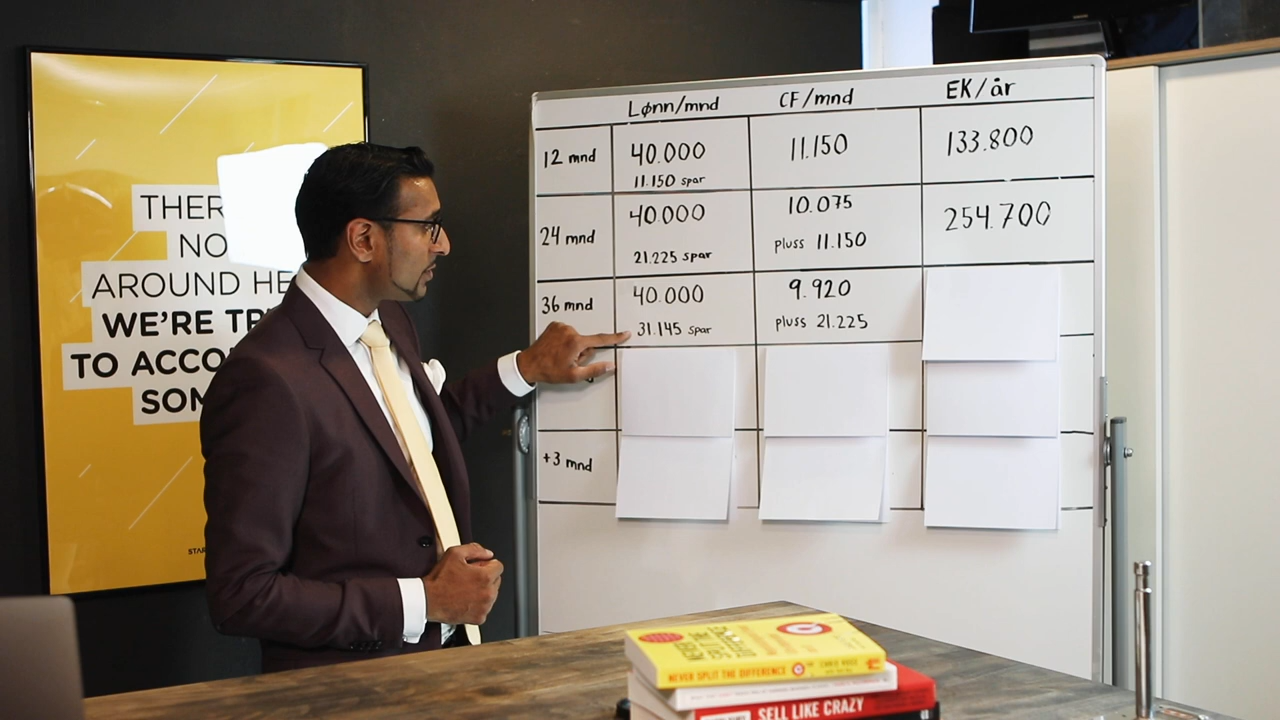 THER
NO
AROUND HE
WE'RE TR
TO ACCO
SOM
STAR
Lønn/mnd CF/mnd EK/år
12 mnd 40.000 11.150 133.800
11.150 spar
24 mnd 40.000 10.075 254.700
21.225 spar pluss 11.150
36 mnd 40.000 9.920
31.145 spar pluss 21.225
+3 mnd
NEVER SPLIT THE DIFFERENCE
SELL LIKE CRAZY